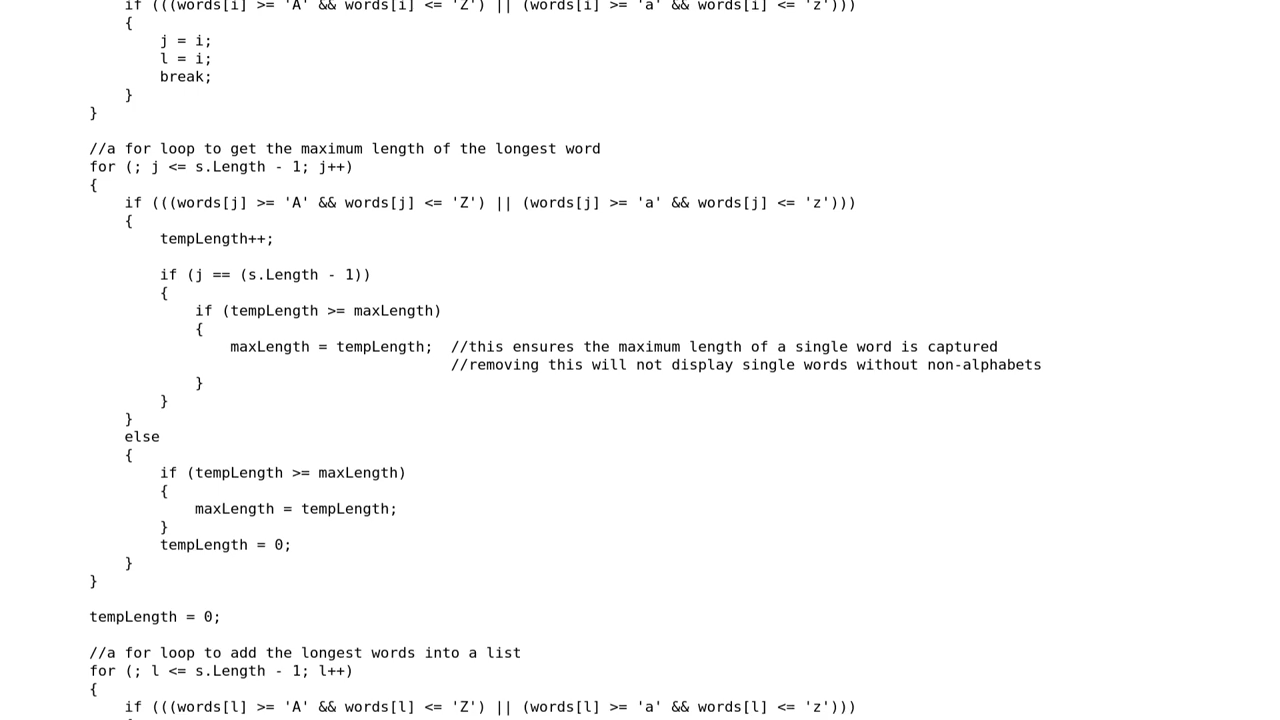 if (((words[i] >= 'A' && words[i] <= 'Z') || (words[i] >= 'a' && words[i] <= 'z')))
{
j = i;
l = i;
break;
}
}
//a for loop to get the maximum length of the longest word
for (; j <= s.Length - 1; j++)
{
if (((words[j] >= 'A' && words[j] <= 'Z') || (words[j] >= 'a' && words[j] <= 'z')))
{
tempLength++;
if (j == (s.Length - 1))
{
if (tempLength >= maxLength)
{
maxLength = tempLength;  //this ensures the maximum length of a single word is captured
//removing this will not display single words without non-alphabets
}
}
}
else
{
if (tempLength >= maxLength)
{
maxLength = tempLength;
}
tempLength = 0;
}
}
tempLength = 0;
//a for loop to add the longest words into a list
for (; l <= s.Length - 1; l++)
{
if (((words[l] >= 'A' && words[l] <= 'Z') || (words[l] >= 'a' && words[l] <= 'z')))